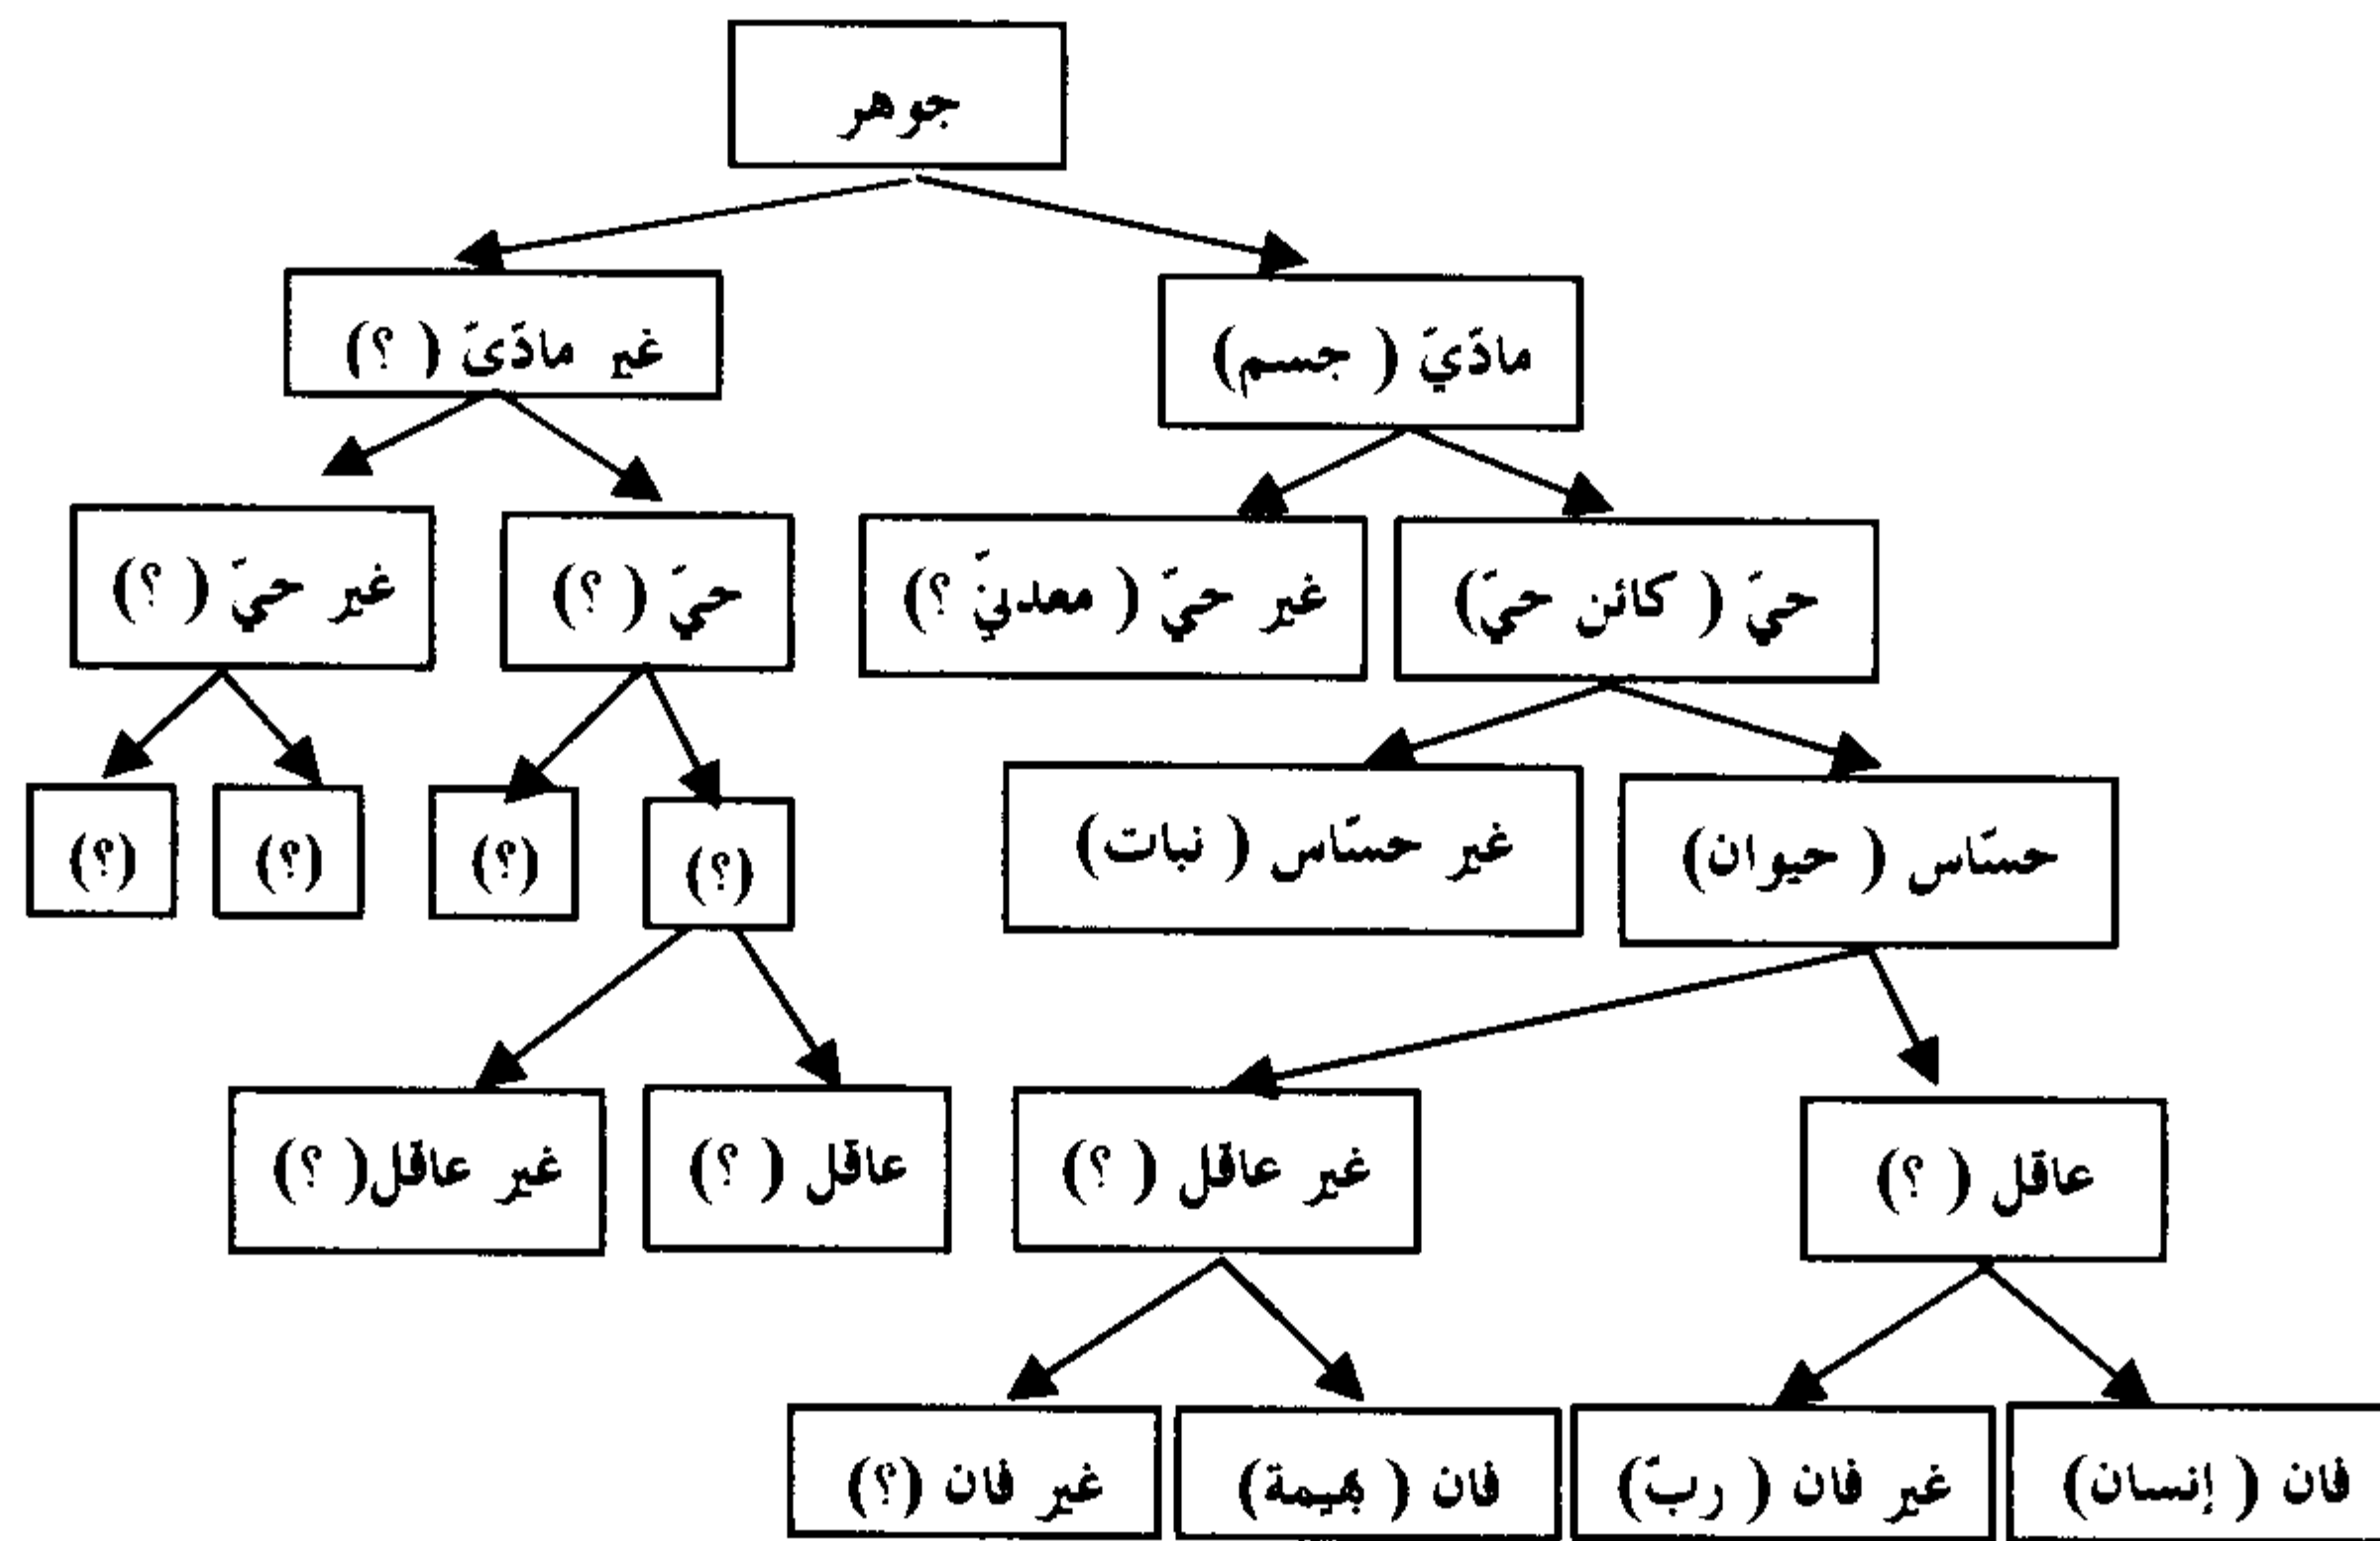 جوهر
ماديّ ( جسم)
غير مادّىّ ( ؟)
حيّ ( كائن حيّ)
غير حيّ ( معدنيّ ؟)
حيّ ( ؟)
غير حيّ ( ؟)
حسّاس ( حيوان)
غير حسّاس ( نبات)
(؟)
(؟)
(؟)
(؟)
عاقل ( ؟)
غير عاقل ( ؟)
عاقل ( ؟)
غير عاقل( ؟)
فان ( إنسان)
غير فان ( ربّ)
فان ( بهيمة)
غير فان (؟)